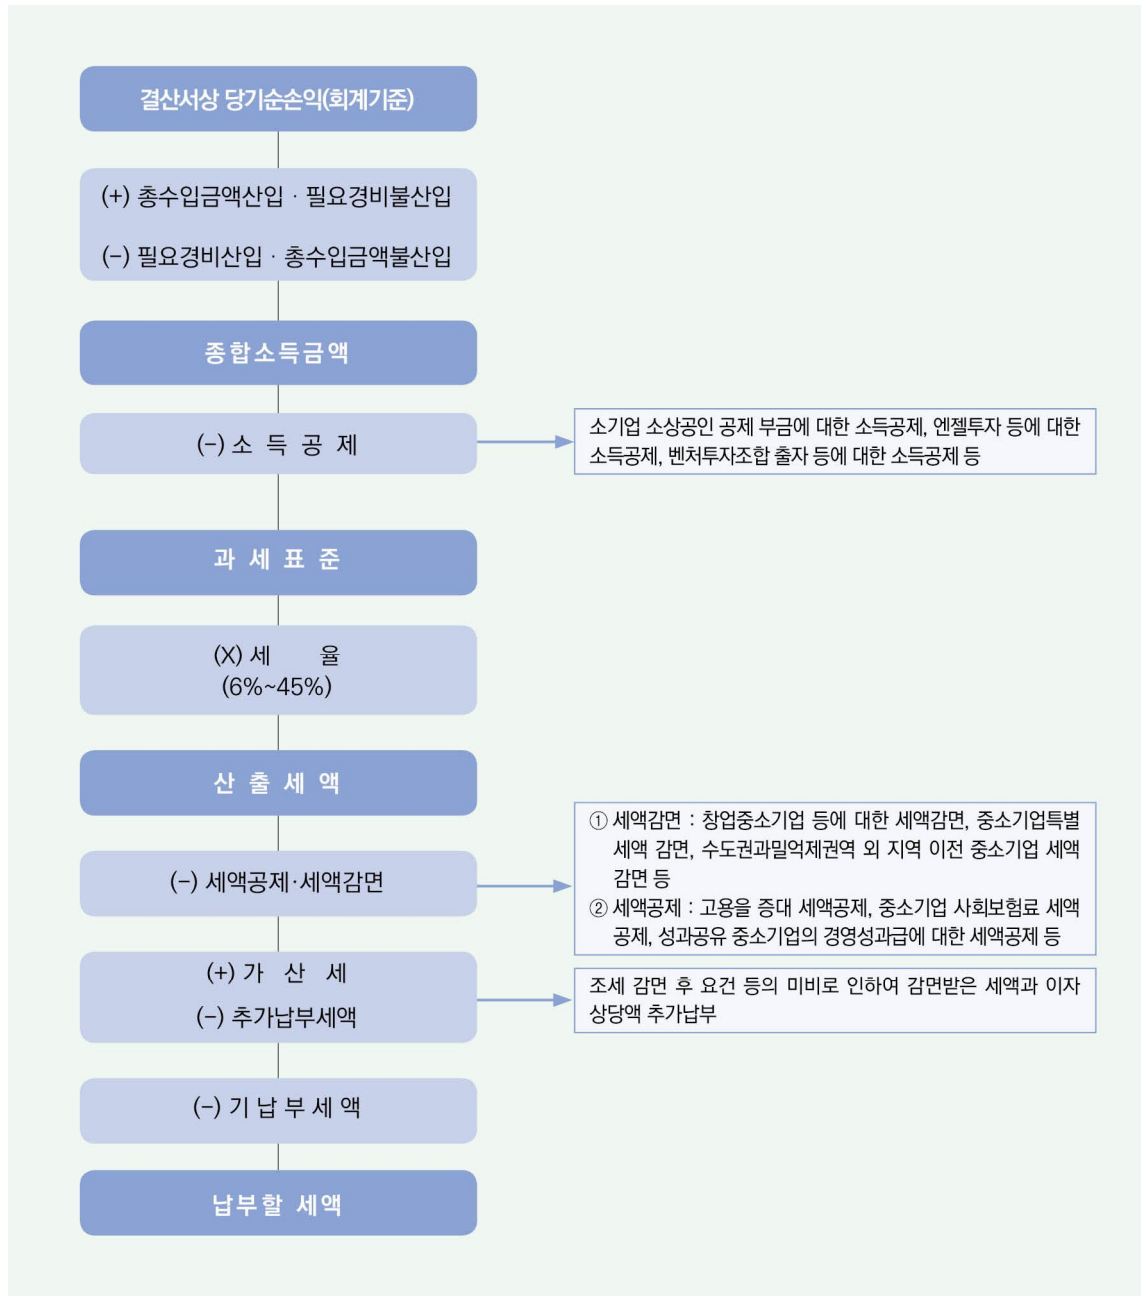 결산서상 당기순손익(회계기준)
(+) 총수입금액산입 · 필요경비불산입
(-) 필요경비산입 · 총수입금액불산입
종합소득금액
(-) 소 득 공 제
소기업 소상공인 공제 부금에 대한 소득공제, 엔젤투자 등에 대한
소득공제, 벤처투자조합 출자 등에 대한 소득공제 등
과 세 표 준
(X) 세 율
(6%~45%)
산 출 세 액
(-) 세액공제·세액감면
① 세액감면 : 창업중소기업 등에 대한 세액감면, 중소기업특별
세액 감면, 수도권과밀억제권역 외 지역 이전 중소기업 세액
감면 등
② 세액공제 : 고용을 증대 세액공제, 중소기업 사회보험료 세액
공제, 성과공유 중소기업의 경영성과급에 대한 세액공제 등
(+) 가 산 세
(-) 추가납부세액
조세 감면 후 요건 등의 미비로 인하여 감면받은 세액과 이자
상당액 추가납부
(-) 기 납 부 세 액
납부할 세액